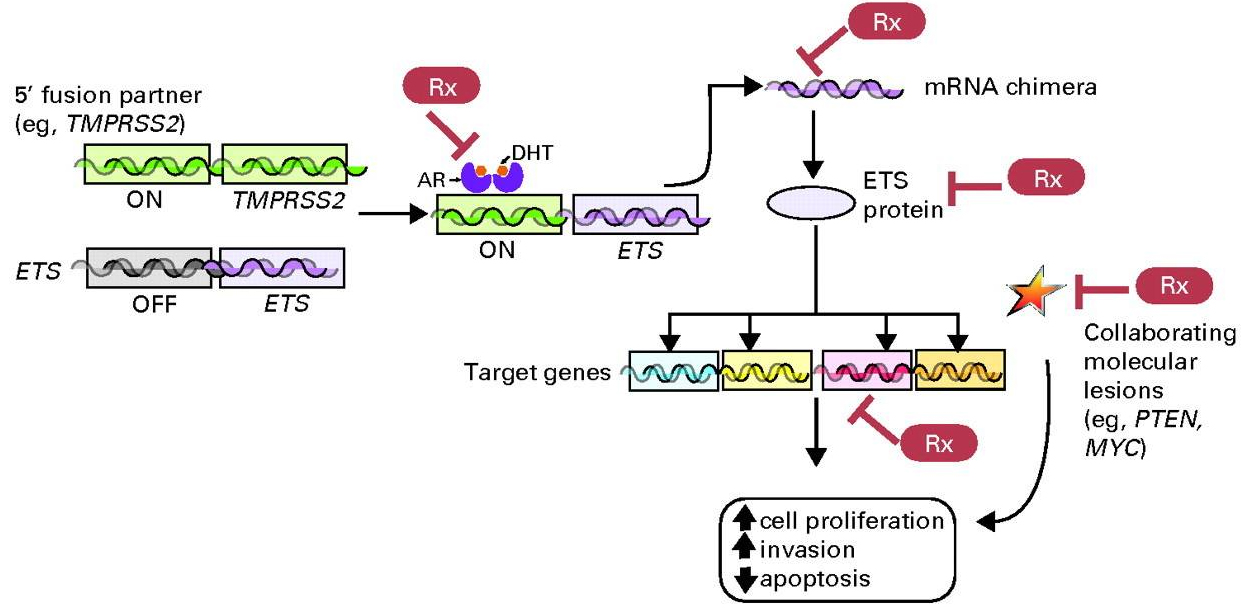 Rx
5′ fusion partner
(eg, TMPRSS2)
ON
TMPRSS2
ETS
OFF
ETS
Rx
DHT
AR
ON
ETS
mRNA chimera
ETS
protein
Rx
Rx
Collaborating
molecular
lesions
(eg, PTEN,
MYC)
Target genes
Rx
cell proliferation
invasion
apoptosis